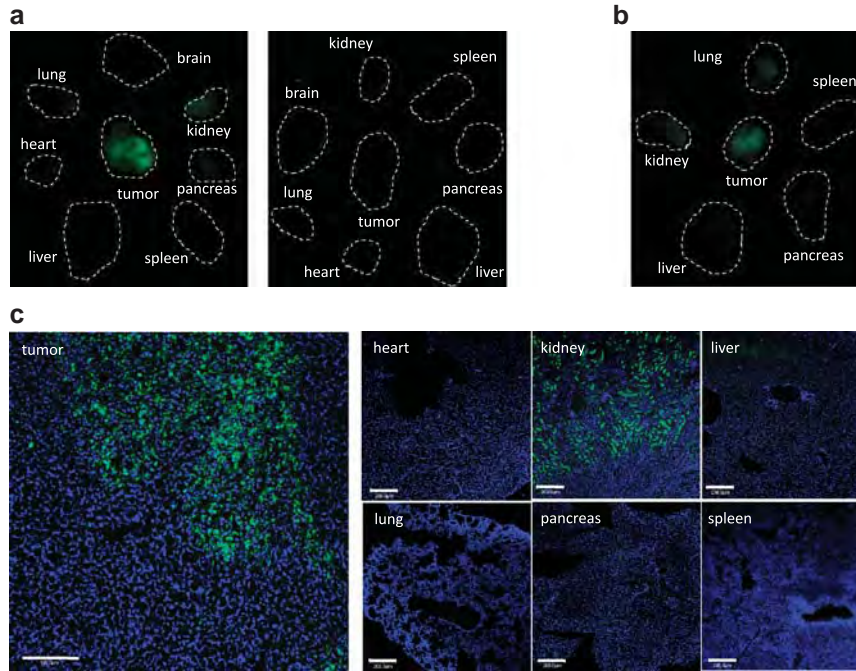 a
b
brain
lung
kidney
heart
tumor
pancreas
liver
spleen
kidney
spleen
brain
lung
pancreas
tumor
heart
liver
lung
spleen
kidney
tumor
liver
pancreas
c
tumor
heart
kidney
liver
lung
pancreas
spleen